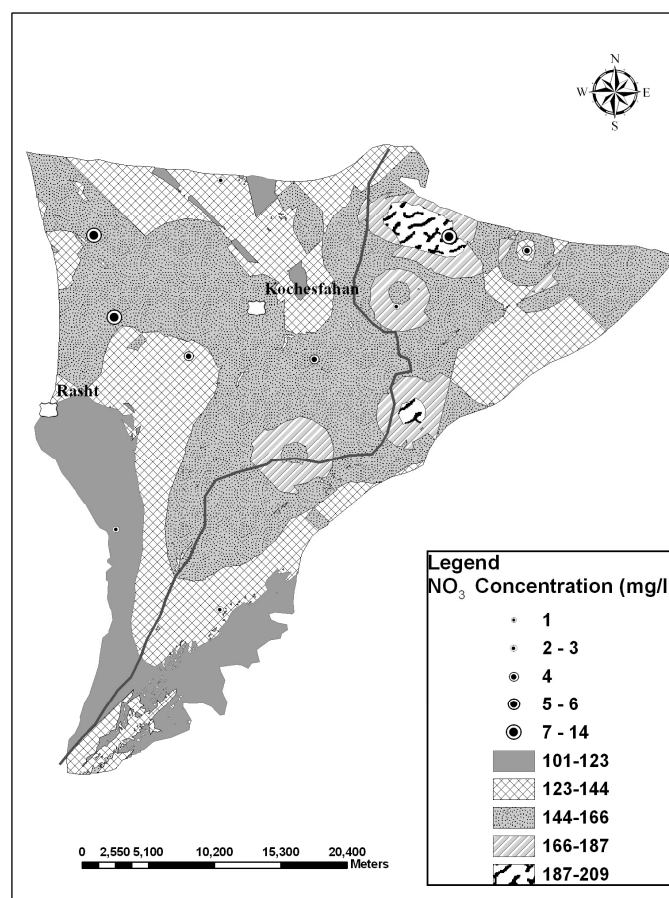 N
W E
S
Kochesfahan
Rasht
Legend
NO3 Concentration (mg/l
1
2 - 3
4
5 - 6
7 - 14
101-123
123-144
144-166
166-187
187-209
0 2,550 5,100 10,200 15,300 20,400
Meters